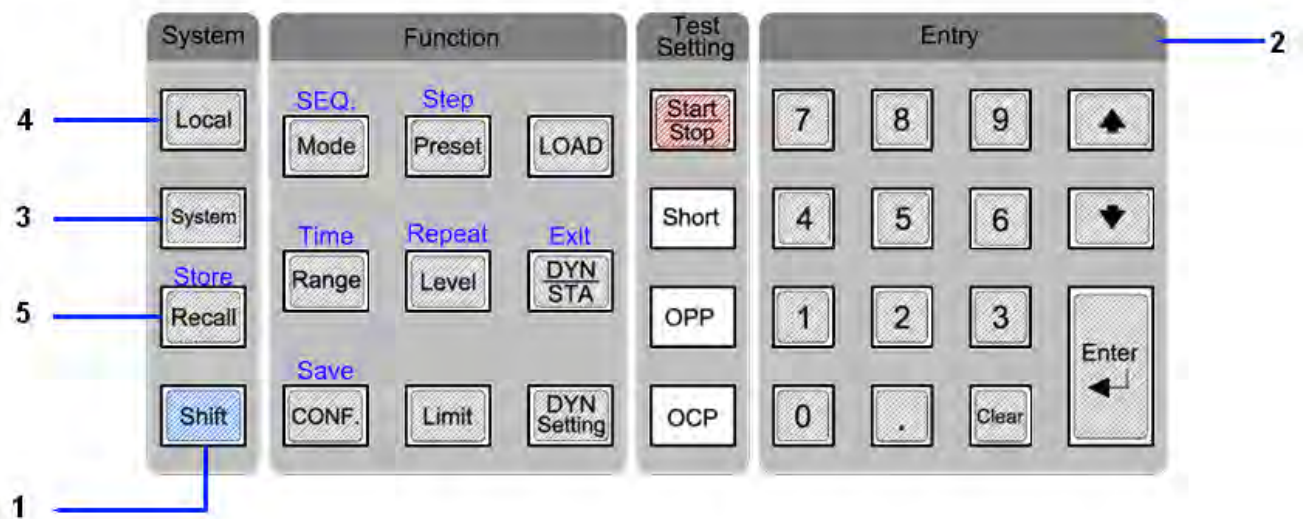 System
Function
Test
Setting
Entry
2
4
Local
SEQ.
Mode
Step
Preset
LOAD
Start
Stop
7
8
9
3
System
Time
Range
Repeat
Level
Exit
DYN
STA
Short
4
5
6
5
Store
Recall
OPP
1
2
3
Enter
Shift
Save
CONF.
Limit
DYN
Setting
OCP
0
.
Clear
1